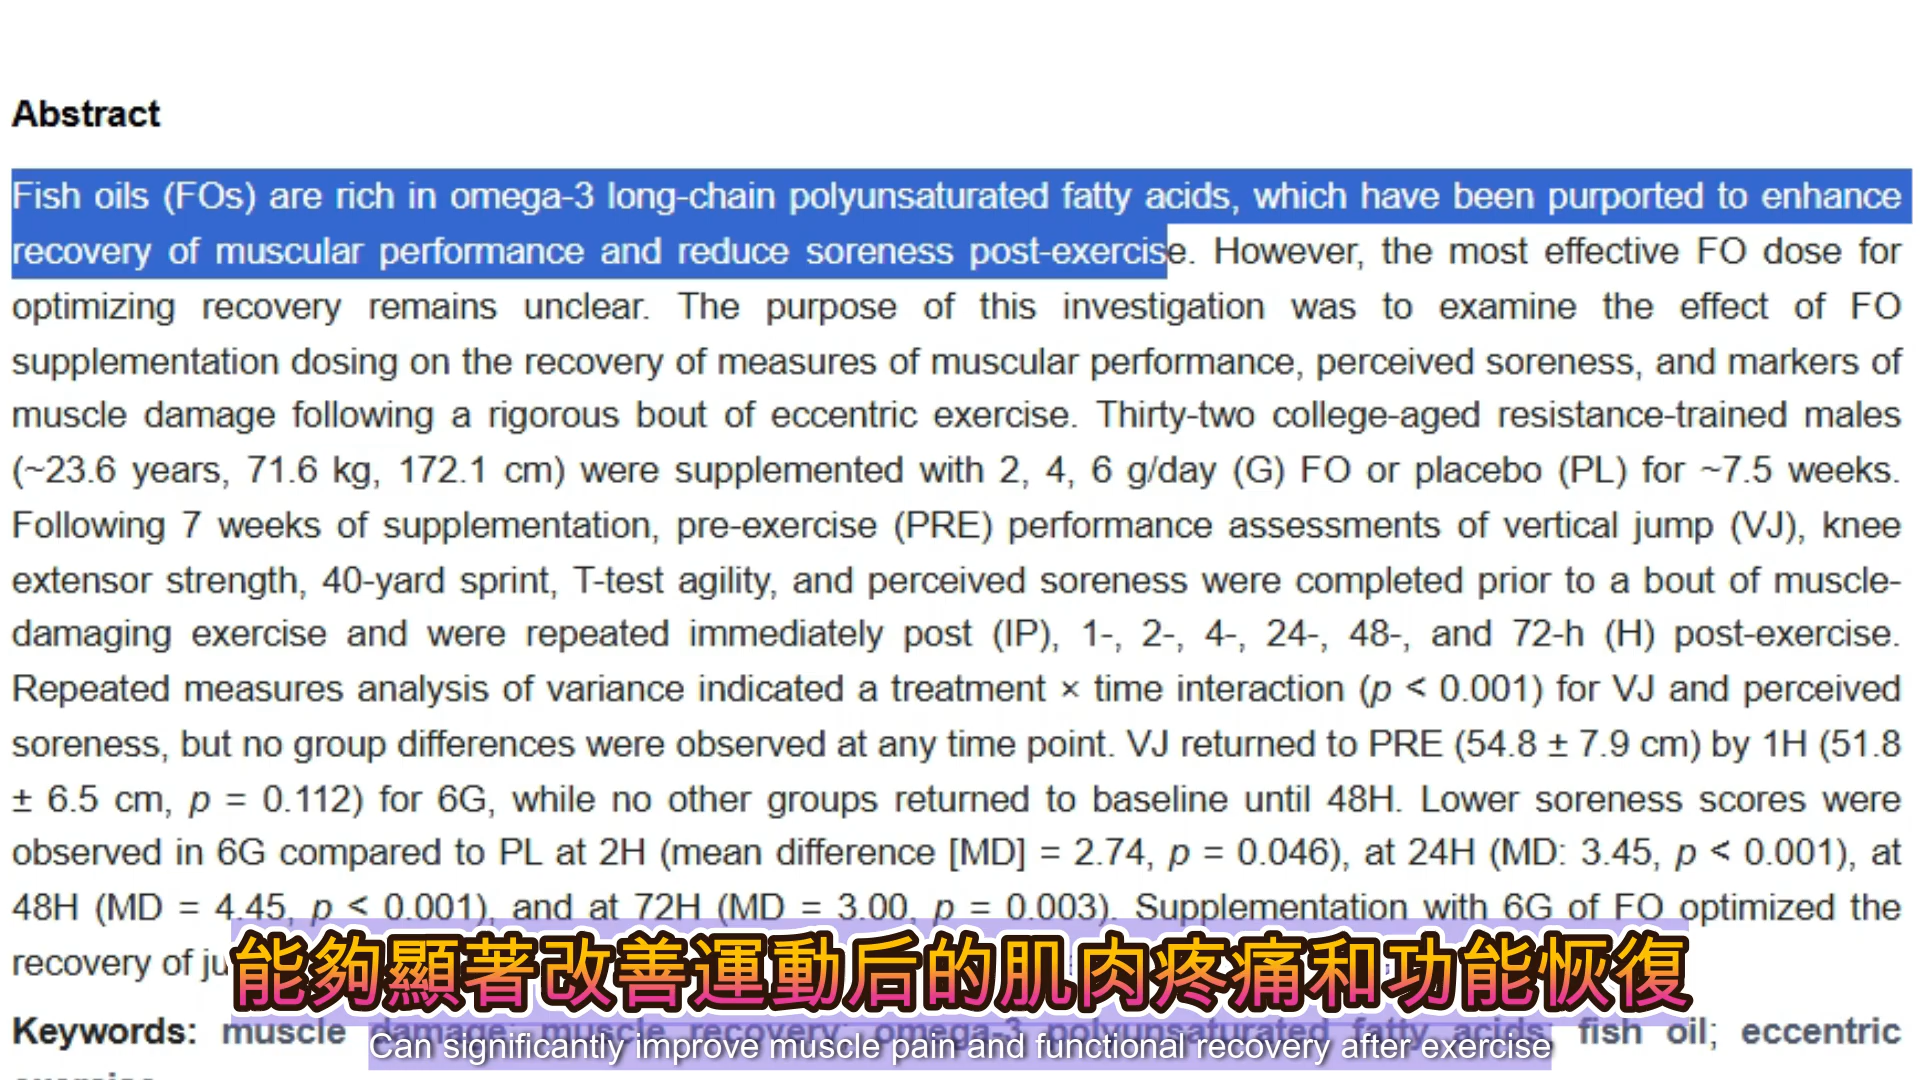 Abstract
Fish oils (FOs) are rich in omega-3 long-chain polyunsaturated fatty acids, which have been purported to enhance
recovery of muscular performance and reduce soreness post-exercise. However, the most effective FO dose for
optimizing recovery remains unclear. The purpose of this investigation was to examine the effect of FO
supplementation dosing on the recovery of measures of muscular performance, perceived soreness, and markers of
muscle damage following a rigorous bout of eccentric exercise. Thirty-two college-aged resistance-trained males
(~23.6 years, 71.6 kg, 172.1 cm) were supplemented with 2, 4, 6 g/day (G) FO or placebo (PL) for ~7.5 weeks.
Following 7 weeks of supplementation, pre-exercise (PRE) performance assessments of vertical jump (VJ), knee
extensor strength, 40-yard sprint, T-test agility, and perceived soreness were completed prior to a bout of muscle-
damaging exercise and were repeated immediately post (IP), 1-, 2-, 4-, 24-, 48-, and 72-h (H) post-exercise.
Repeated measures analysis of variance indicated a treatment × time interaction (p < 0.001) for VJ and perceived
soreness, but no group differences were observed at any time point. VJ returned to PRE (54.8 ± 7.9 cm) by 1H (51.8
± 6.5 cm, p = 0.112) for 6G, while no other groups returned to baseline until 48H. Lower soreness scores were
observed in 6G compared to PL at 2H (mean difference [MD] = 2.74, p = 0.046), at 24H (MD: 3.45, p < 0.001), at
48H (MD = 4.45, p < 0.001), and at 72H (MD = 3.00, p = 0.003). Supplementation with 6G of FO optimized the
recovery of ju
能夠顯著改善運動后的肌肉疼痛和功能恢復
Keywords: muscle damage; muscle recovery; omega-3 polyunsaturated fatty acids; fish oil; eccentric
Can significantly improve muscle pain and functional recovery after exercise